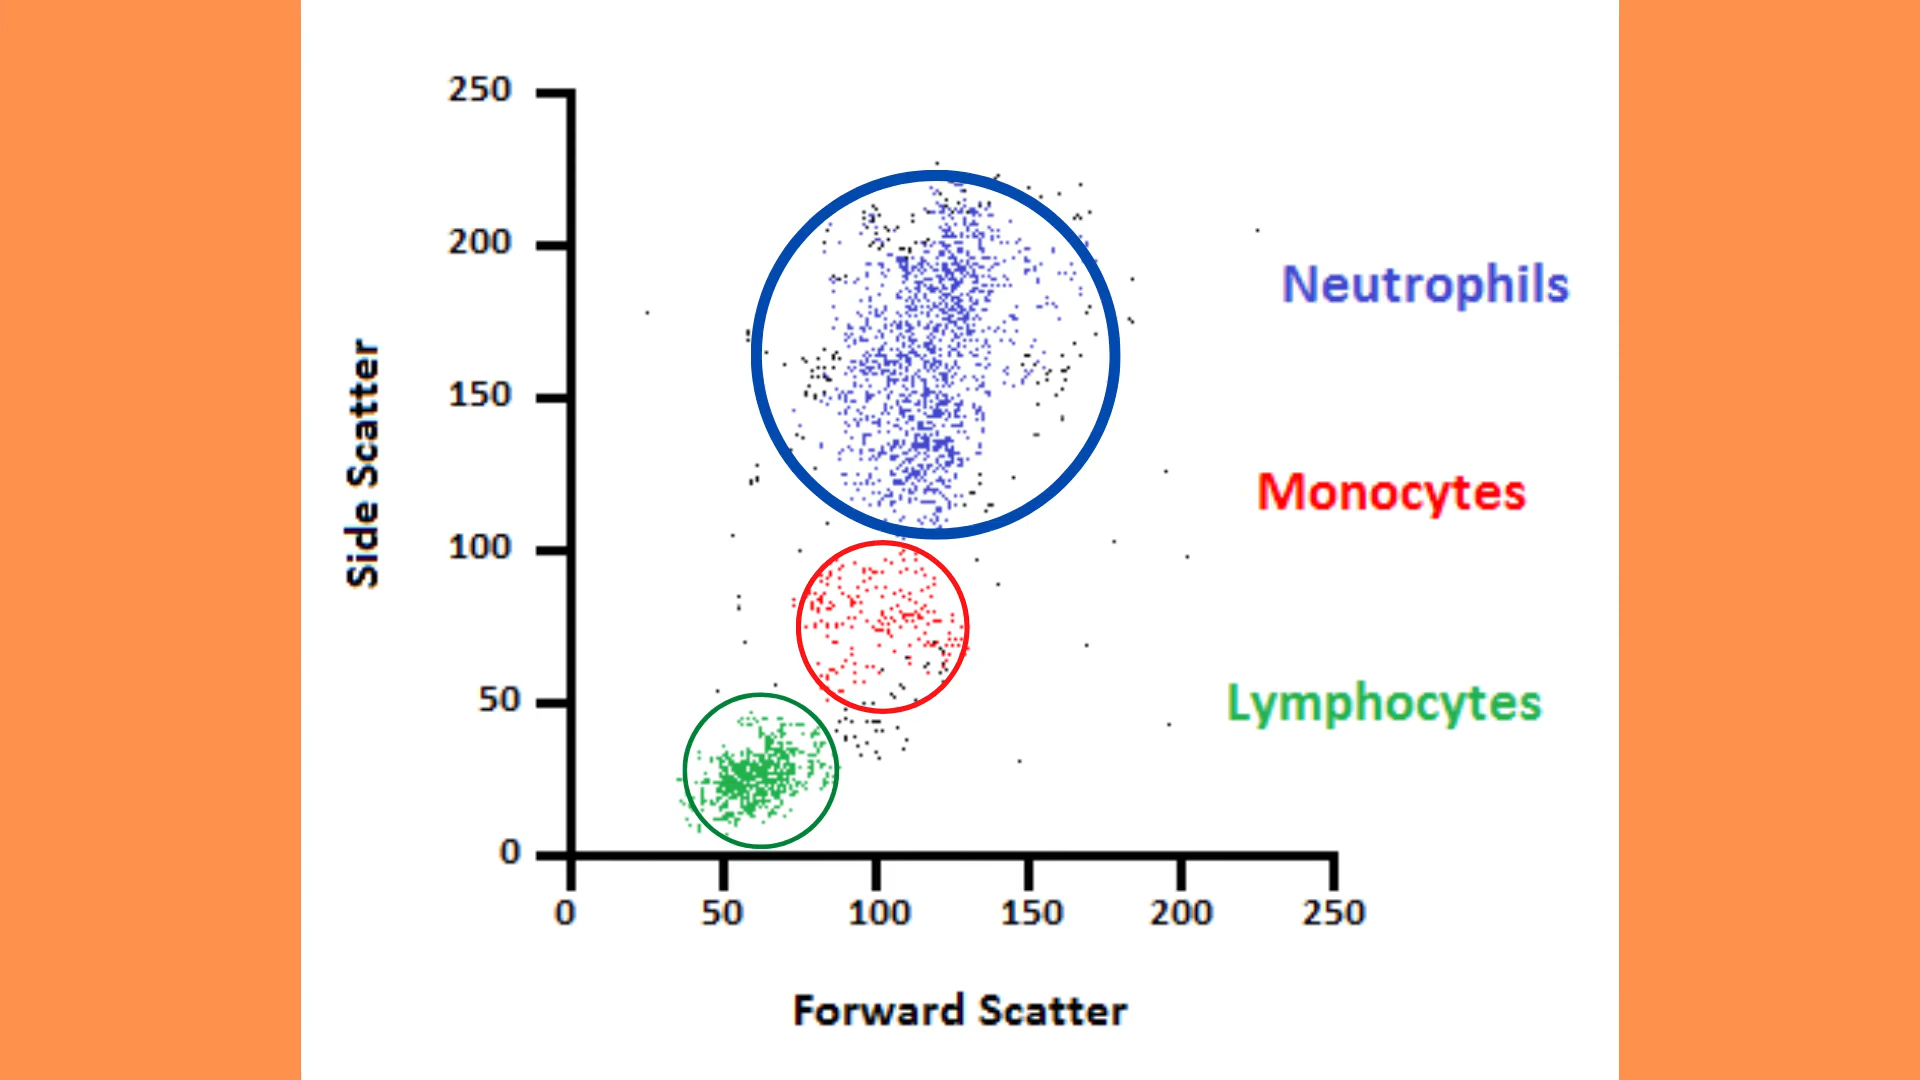 250
200
150
100
50
0
Side Scatter
0 50 100 150 200 250
Forward Scatter
Neutrophils
Monocytes
Lymphocytes